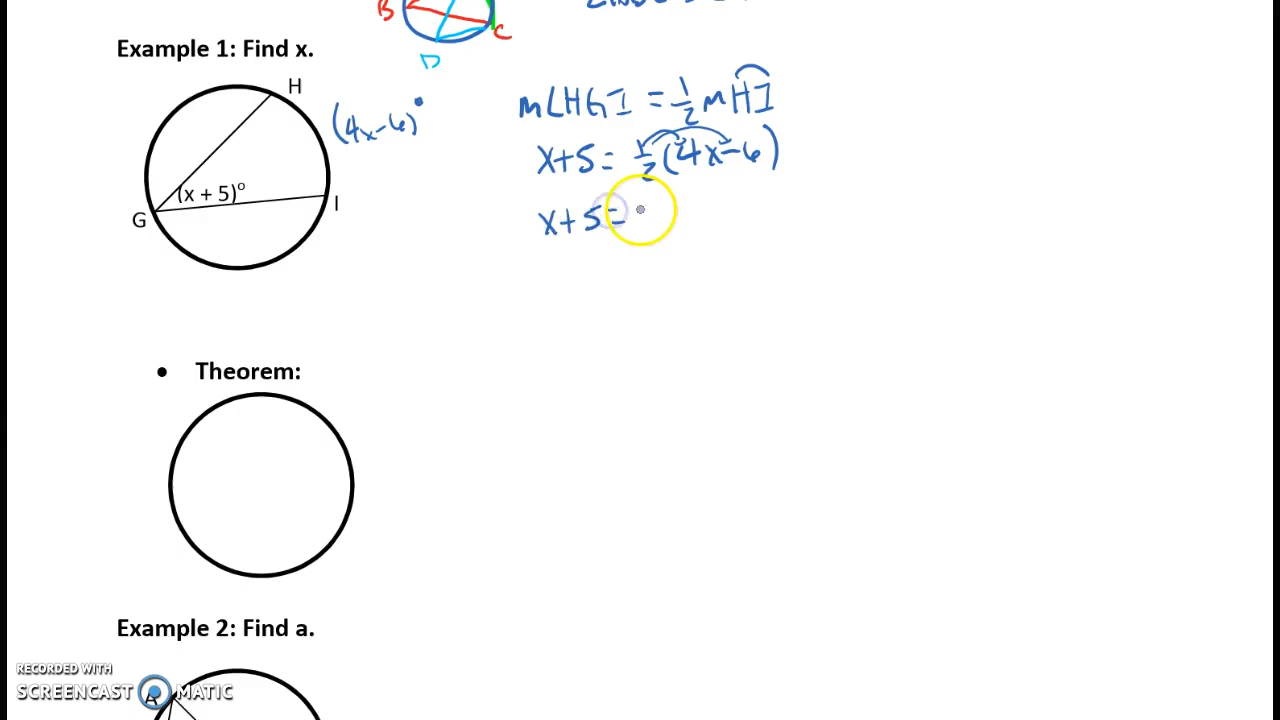 B
C
D
Example 1: Find x.
H
(4x-6)°
m∠HGI = 1/2 mHI
x+5 = 1/2(4x-6)
(x + 5)°
G
I
x+5=
• Theorem:
Example 2: Find a.
A
RECORDED WITH
SCREENCAST MATIC